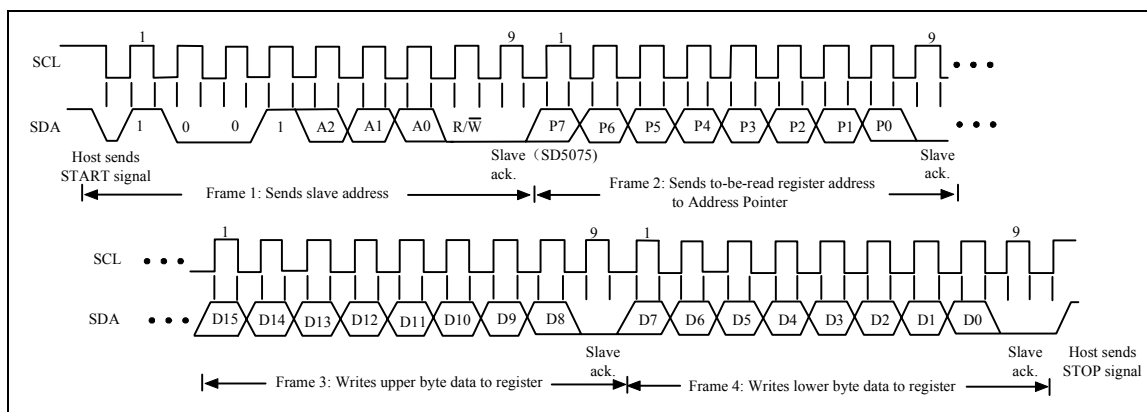 1 9 1 9
SCL
SDA 1 0 0 1 A2 A1 A0 R/W̅ P7 P6 P5 P4 P3 P2 P1 P0
Host sends Slave（SD5075) Slave
START signal ack. ack.
Frame 1: Sends slave address Frame 2: Sends to-be-read register address
to Address Pointer
1 9 1 9
SCL
SDA D15 D14 D13 D12 D11 D10 D9 D8 D7 D6 D5 D4 D3 D2 D1 D0
Slave Slave Host sends
ack. ack. STOP signal
Frame 3: Writes upper byte data to register Frame 4: Writes lower byte data to register